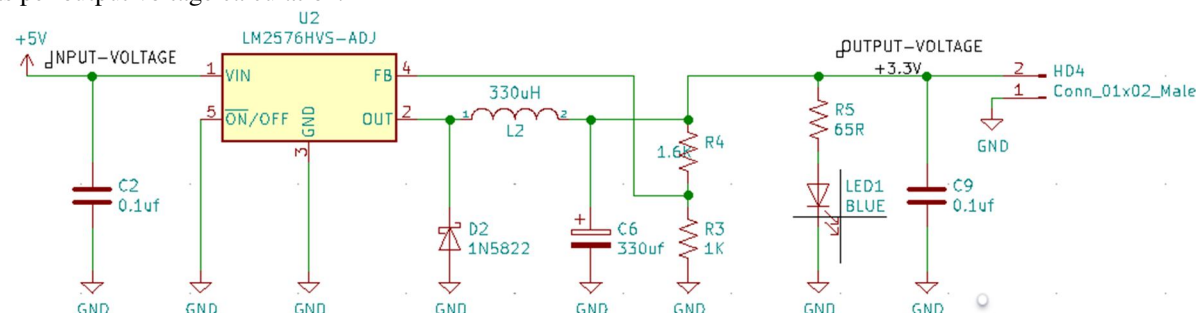 U2
LM2576HVS-ADJ
+5V
INPUT-VOLTAGE
1 VIN
FB 4
5 ON/OFF
GND
3
OUT 2
330uH
1 2
L2
OUTPUT-VOLTAGE
+3.3V
2 HD4
1 Conn_01x02_Male
GND
R5
65R
R4
1.6K
C2
0.1uf
D2
1N5822
+
C6
330uf
R3
1K
LED1
BLUE
C9
0.1uf
GND GND GND GND GND GND GND GND